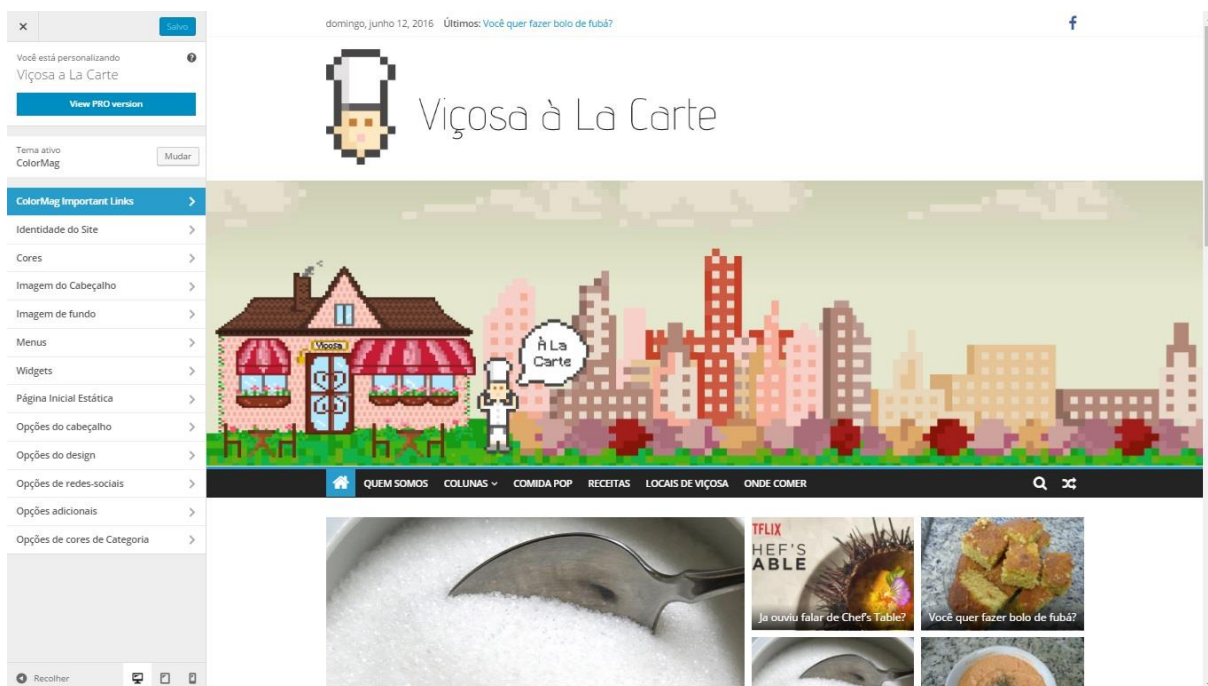 Salvo
Você está personalizando
Viçosa a La Carte
View PRO version
Tema ativo
ColorMag
Mudar
ColorMag Important Links
Identidade do Site
Cores
Imagem do Cabeçalho
Imagem de fundo
Menus
Widgets
Página Inicial Estática
Opções do cabeçalho
Opções do design
Opções de redes-sociais
Opções adicionais
Opções de cores de Categoria
Recolher
domingo, junho 12, 2016 Últimos: Você quer fazer bolo de fubá?
Viçosa à La Carte
Viçosa
À La
Carte
QUEM SOMOS COLUNAS COMIDA POP RECEITAS LOCAIS DE VIÇOSA ONDE COMER
TFLIX
HEF'S
ABLE
Ja ouviu falar de Chef's Table?
Você quer fazer bolo de fubá?